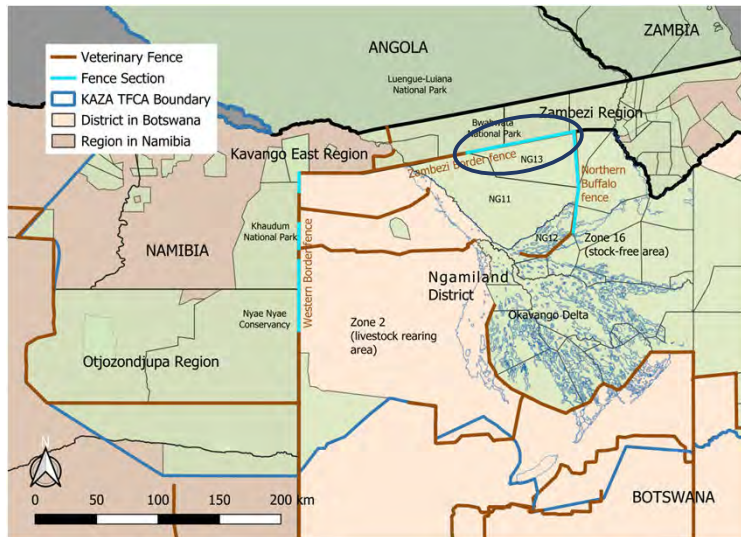 Veterinary Fence
Fence Section
KAZA TFCA Boundary
District in Botswana
Region in Namibia
ANGOLA
ZAMBIA
Luengue-Luiana
National Park
Zambezi Region
Bwabwata
National Park
Kavango East Region
Zambezi Border fence
NG13
Northern
Buffalo
fence
NG11
Khaudum
National Park
NAMIBIA
Western Border fence
NG12
Zone 16
(stock-free area)
Ngamiland
District
Nyae Nyae
Conservancy
Zone 2
(livestock rearing
area)
Okavango Delta
Otjozondjupa Region
N
BOTSWANA
0 50 100 150 200 km